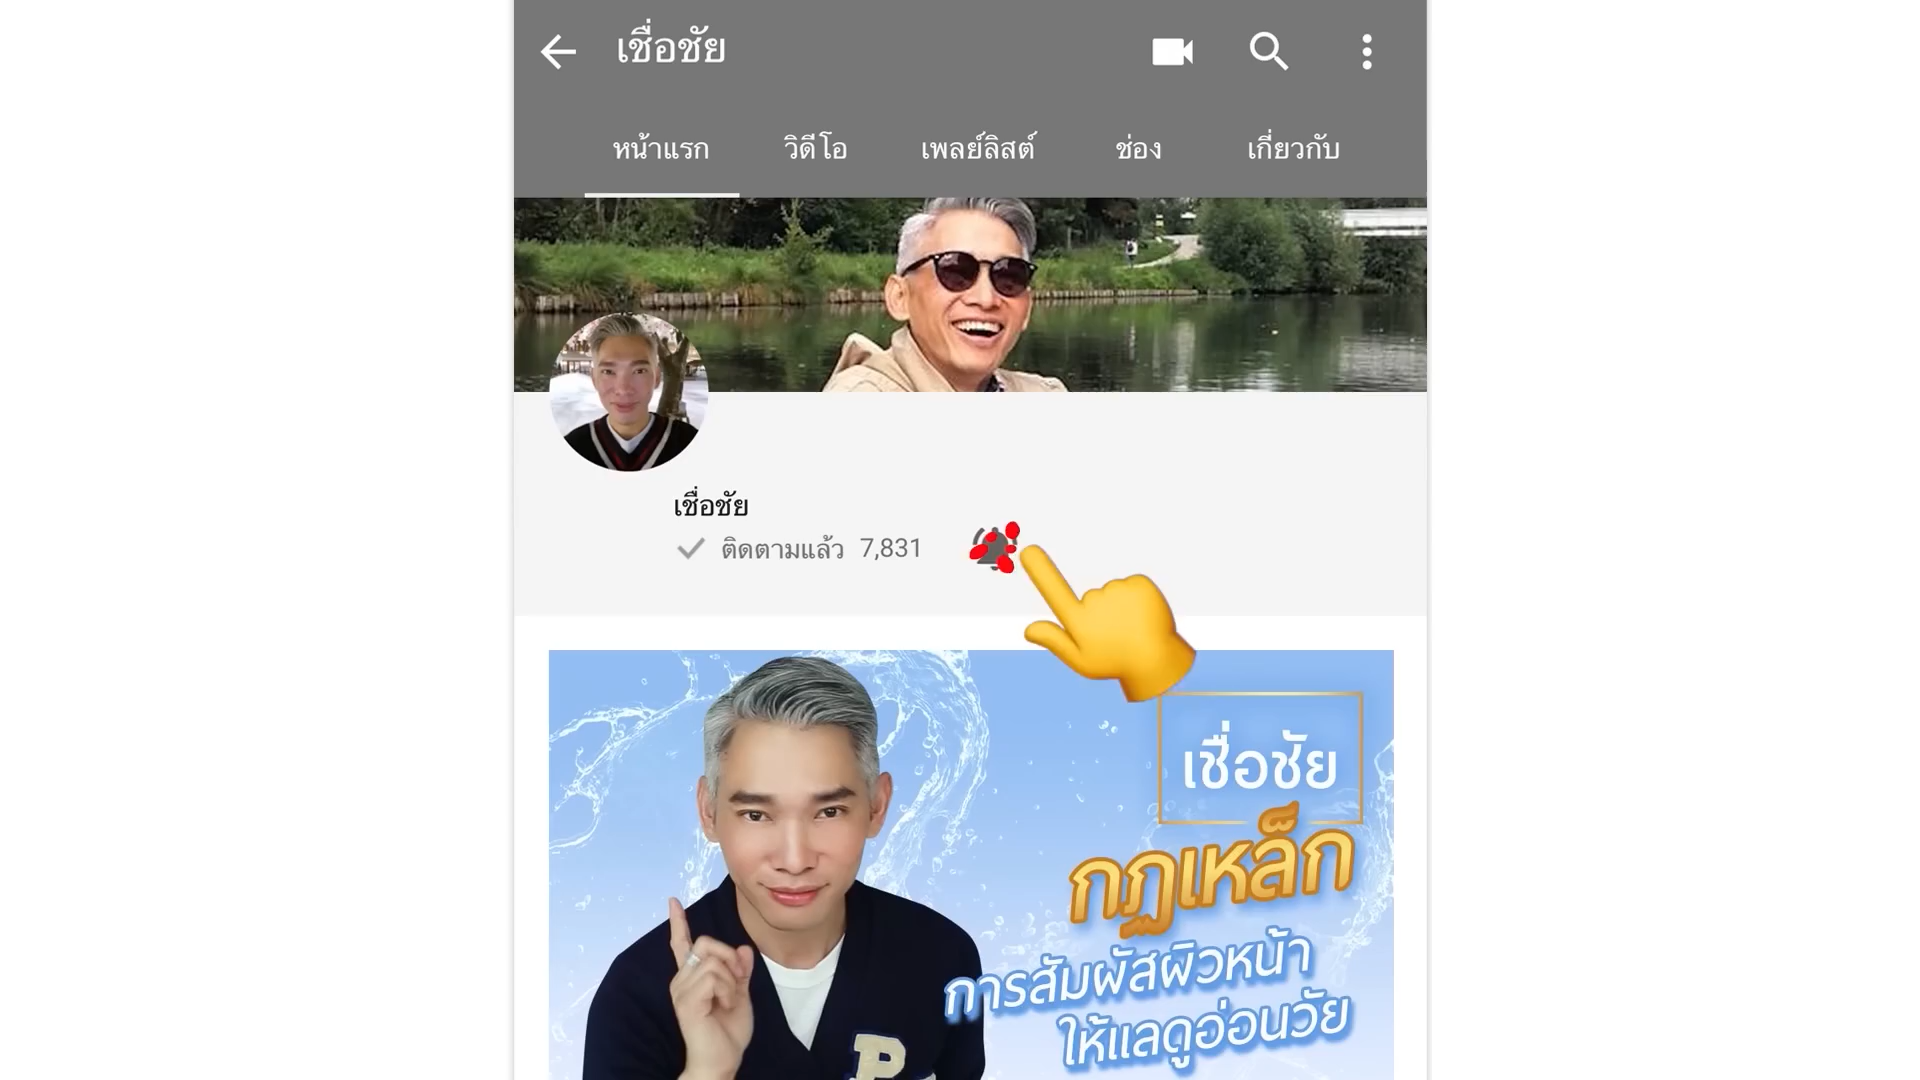 เชื่อชัย
หน้าแรก วิดีโอ เพลย์ลิสต์ ช่อง เกี่ยวกับ
เชื่อชัย
ติดตามแล้ว 7,831
เชื่อชัย
กฏเหล็ก
การสัมผัสผิวหน้า
ให้แลดูอ่อนวัย
P